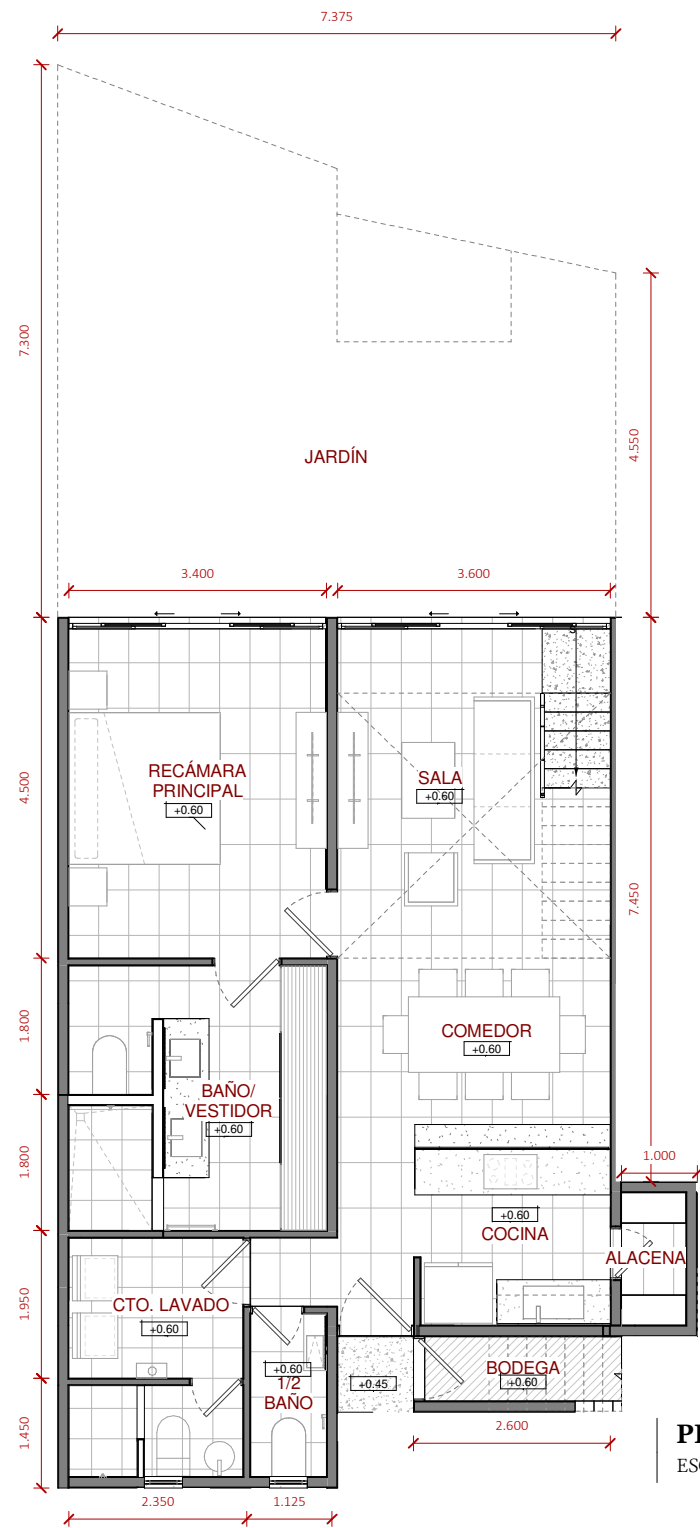 7.375
7.300
4.550
JARDÍN
3.400
3.600
4.500
RECÁMARA
PRINCIPAL
+0.60
SALA
+0.60
S
7.450
1.800
COMEDOR
+0.60
BAÑO/
VESTIDOR
+0.60
1.800
1.000
+0.60
COCINA
ALACENA
1.950
CTO. LAVADO
+0.60
+0.60
1/2
BAÑO
+0.45
BODEGA
+0.60
1.450
2.600
2.350
1.125